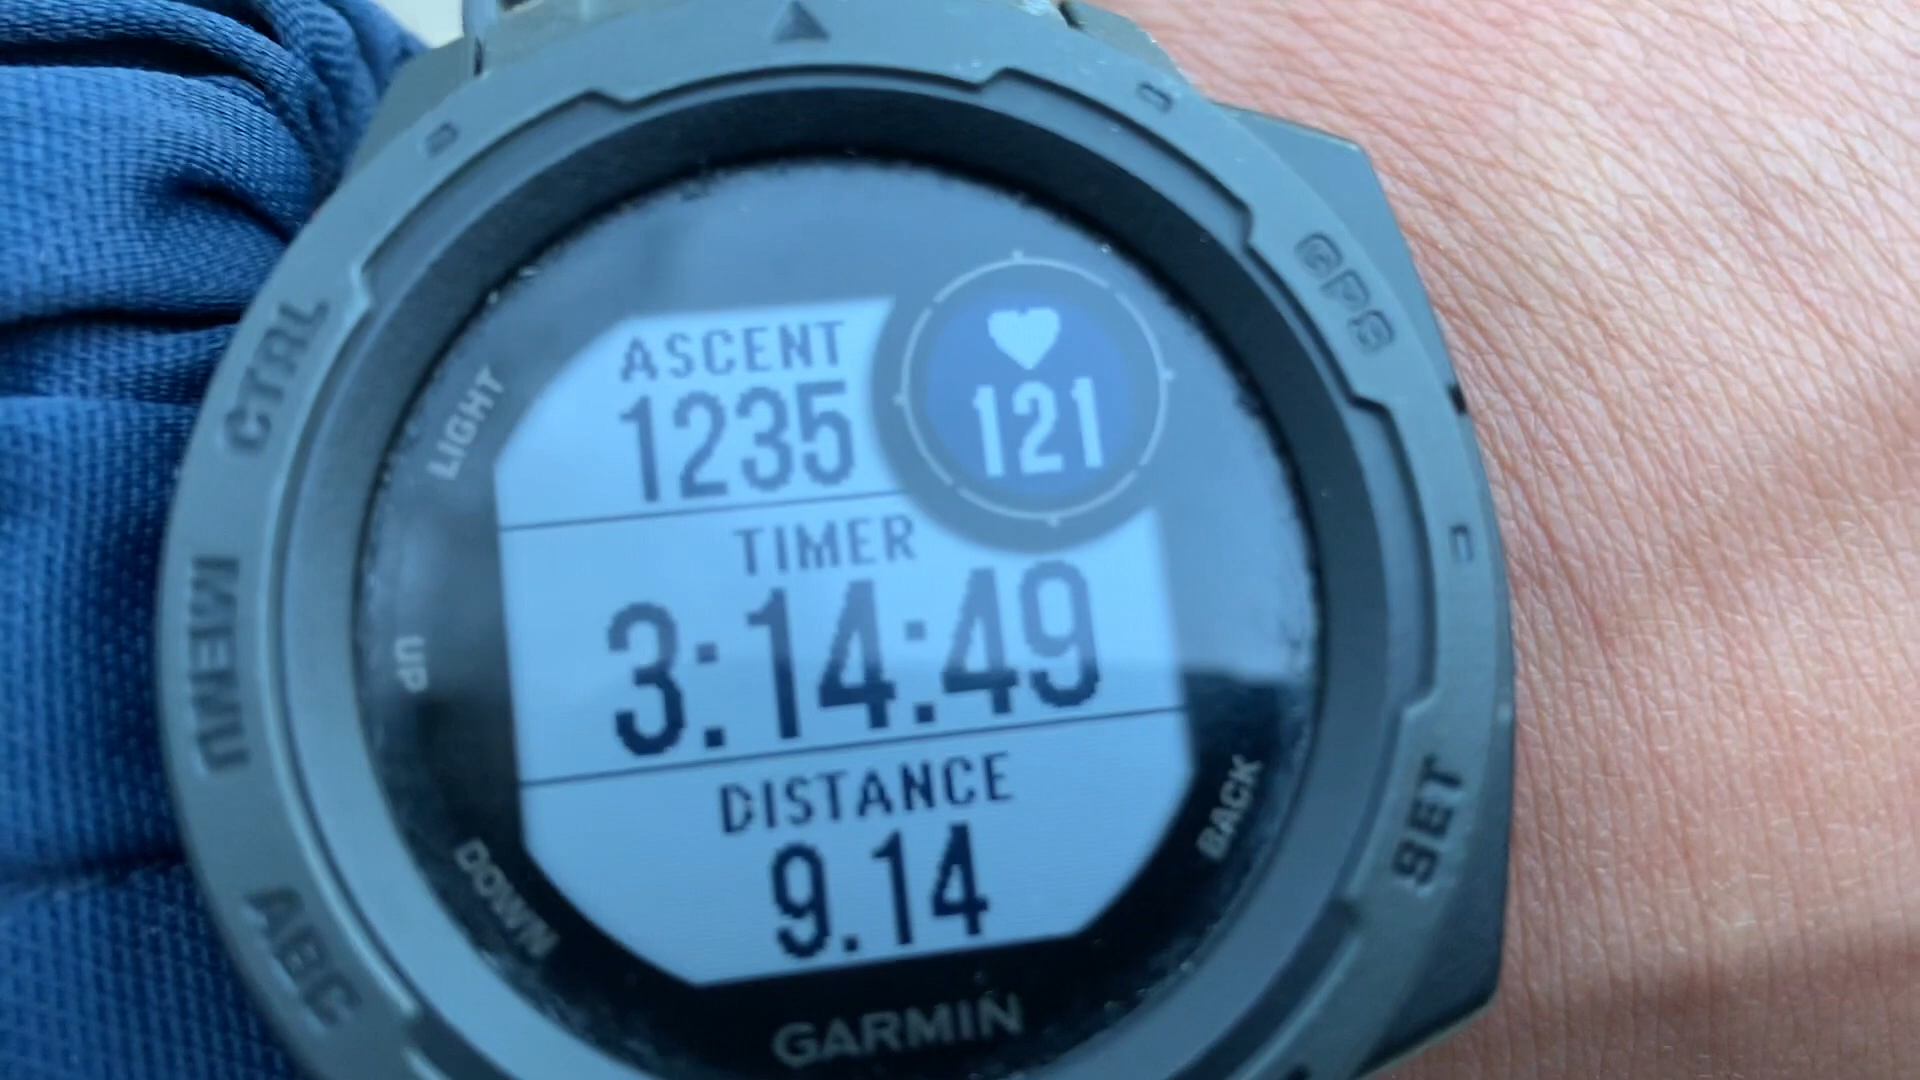 ASCENT
1235
121
TIMER
3:14:49
DISTANCE
9.14
GARMIN
LIGHT
UP
DOWN
BACK
CTRL
MENU
ABC
GPS
SET